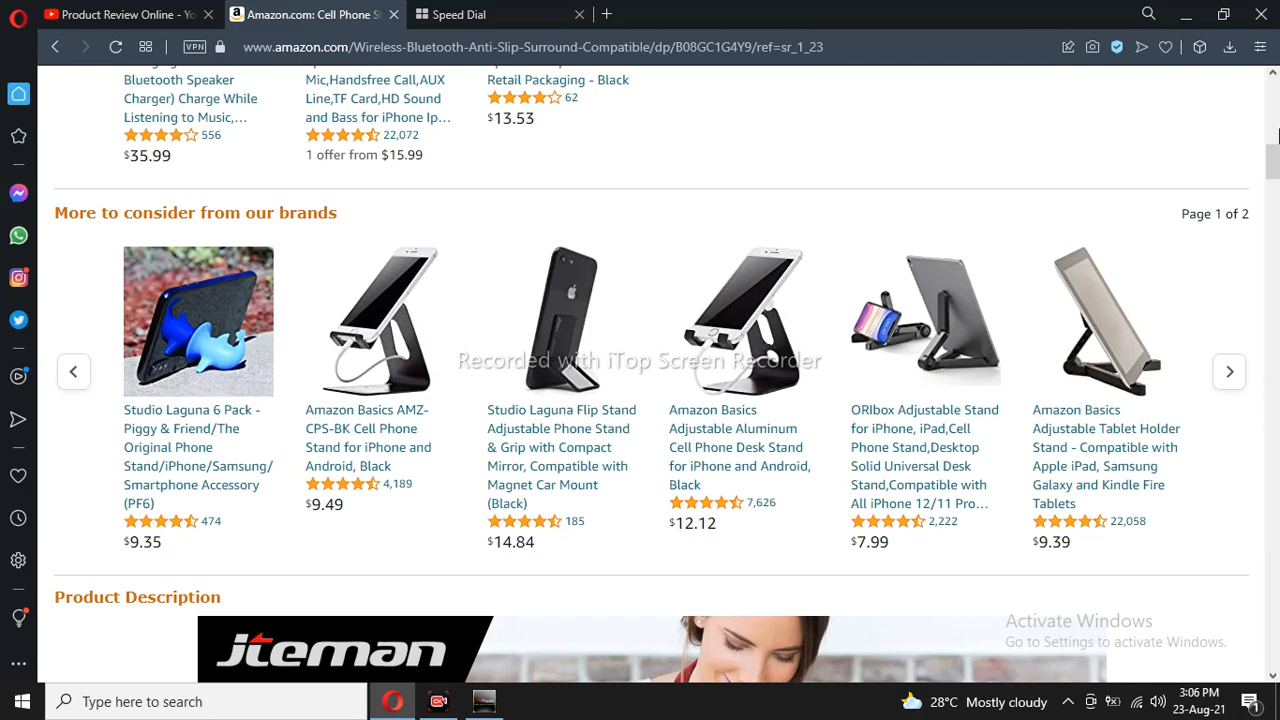 Product Review Online - Yo
Amazon.com: Cell Phone St
Speed Dial
VPN
www.amazon.com/Wireless-Bluetooth-Anti-Slip-Surround-Compatible/dp/B08GC1G4Y9/ref=sr_1_23
Bluetooth Speaker
Charger) Charge While
Listening to Music,...
556
$35.99
Mic,Handsfree Call,AUX
Line,TF Card,HD Sound
and Bass for iPhone Ip...
22,072
1 offer from $15.99
Retail Packaging - Black
62
$13.53
More to consider from our brands
Page 1 of 2
Studio Laguna 6 Pack -
Piggy & Friend/The
Original Phone
Stand/iPhone/Samsung/
Smartphone Accessory
(PF6)
474
$9.35
Amazon Basics AMZ-
CPS-BK Cell Phone
Stand for iPhone and
Android, Black
4,189
$9.49
Studio Laguna Flip Stand
Adjustable Phone Stand
& Grip with Compact
Mirror, Compatible with
Magnet Car Mount
(Black)
185
$14.84
Amazon Basics
Adjustable Aluminum
Cell Phone Desk Stand
for iPhone and Android,
Black
7,626
$12.12
ORIbox Adjustable Stand
for iPhone, iPad,Cell
Phone Stand,Desktop
Solid Universal Desk
Stand,Compatible with
All iPhone 12/11 Pro...
2,222
$7.99
Amazon Basics
Adjustable Tablet Holder
Stand - Compatible with
Apple iPad, Samsung
Galaxy and Kindle Fire
Tablets
22,058
$9.39
Recorded with iTop Screen Recorder
Product Description
jteman
Activate Windows
Go to Settings to activate Windows.
Type here to search
28°C Mostly cloudy
3:06 PM
23-Aug-21
1